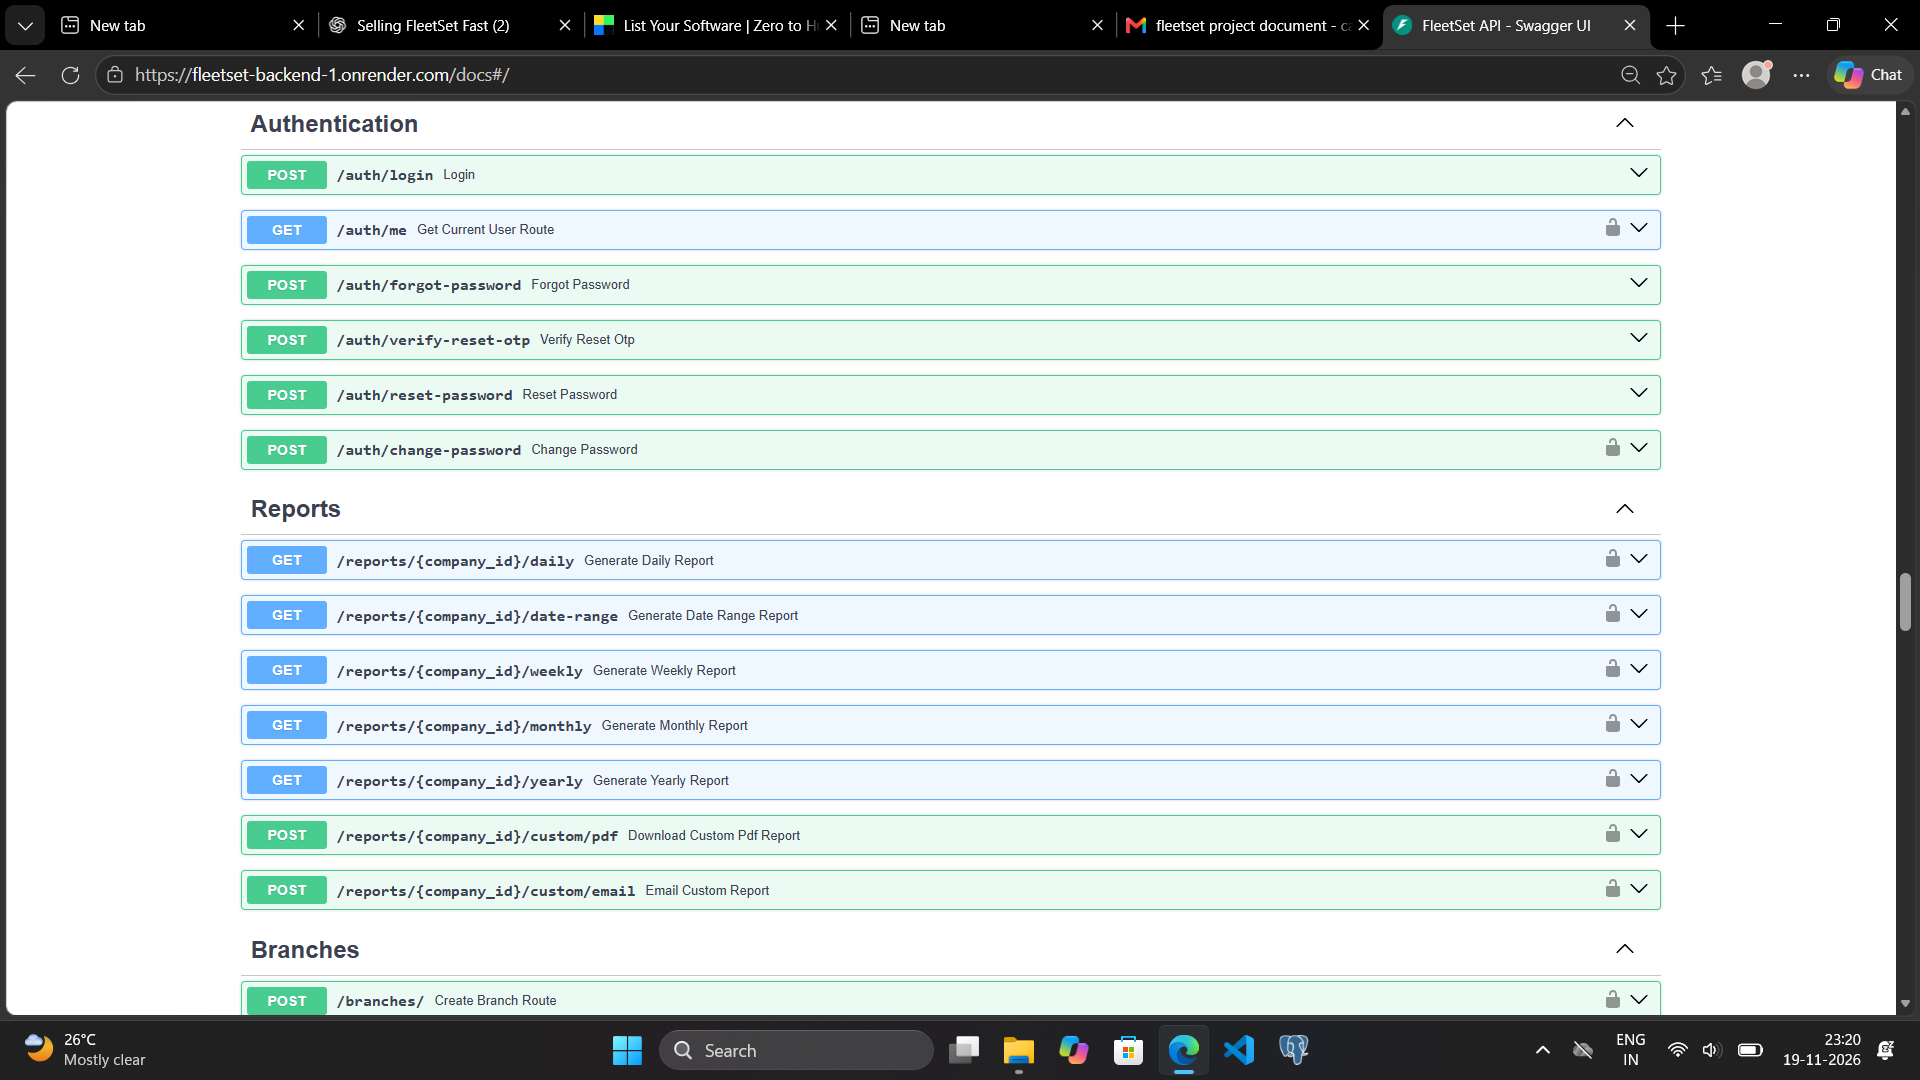 New tab
Selling FleetSet Fast (2)
List Your Software | Zero to H
New tab
fleetset project document - ca
FleetSet API - Swagger UI
https://fleetset-backend-1.onrender.com/docs#/
Chat
Authentication
POST /auth/login Login
GET /auth/me Get Current User Route
POST /auth/forgot-password Forgot Password
POST /auth/verify-reset-otp Verify Reset Otp
POST /auth/reset-password Reset Password
POST /auth/change-password Change Password
Reports
GET /reports/{company_id}/daily Generate Daily Report
GET /reports/{company_id}/date-range Generate Date Range Report
GET /reports/{company_id}/weekly Generate Weekly Report
GET /reports/{company_id}/monthly Generate Monthly Report
GET /reports/{company_id}/yearly Generate Yearly Report
POST /reports/{company_id}/custom/pdf Download Custom Pdf Report
POST /reports/{company_id}/custom/email Email Custom Report
Branches
POST /branches/ Create Branch Route
26°C
Mostly clear
Search
ENG
IN
23:20
19-11-2026